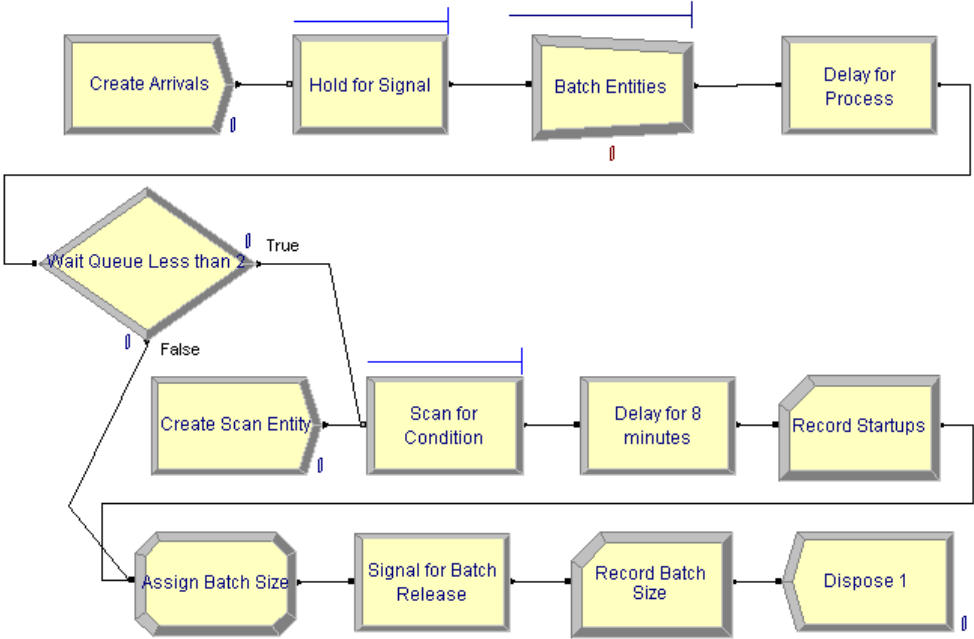 Create Arrivals
Hold for Signal
Batch Entities
Delay for
Process
0
0
Wait Queue Less than 2
0
True
0
False
Create Scan Entity
Scan for
Condition
Delay for 8
minutes
Record Startups
0
Assign Batch Size
Signal for Batch
Release
Record Batch
Size
Dispose 1
0